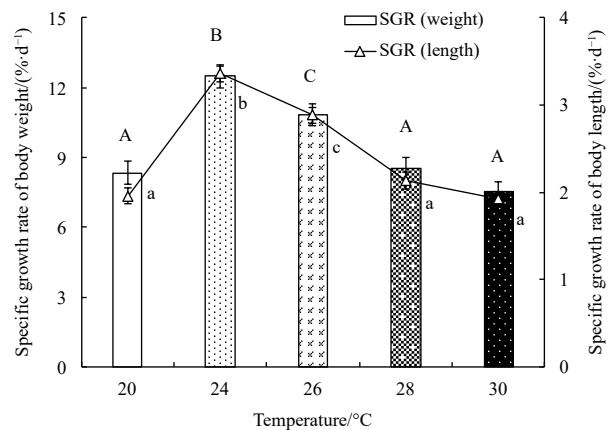 Specific growth rate of body weight/(%·d⁻¹)
15
12
9
6
3
0
SGR (weight)
SGR (length)
A
B
C
A
A
a
b
c
a
a
4
3
2
1
0
Specific growth rate of body length/(%·d⁻¹)
20 24 26 28 30
Temperature/°C